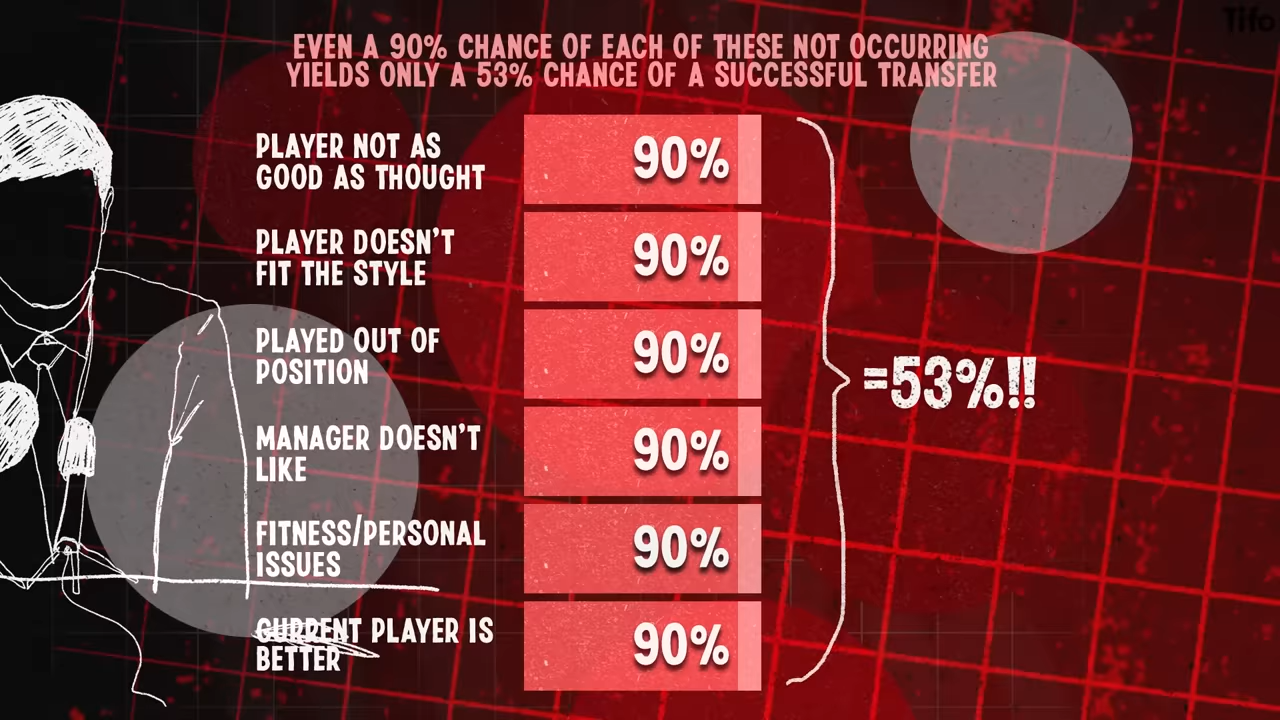 Tifo
EVEN A 90% CHANCE OF EACH OF THESE NOT OCCURRING
YIELDS ONLY A 53% CHANCE OF A SUCCESSFUL TRANSFER
PLAYER NOT AS
GOOD AS THOUGHT
90%
PLAYER DOESN'T
FIT THE STYLE
90%
PLAYED OUT OF
POSITION
90%
=53%!!
MANAGER DOESN'T
LIKE
90%
FITNESS/PERSONAL
ISSUES
90%
CURRENT PLAYER IS
BETTER
90%